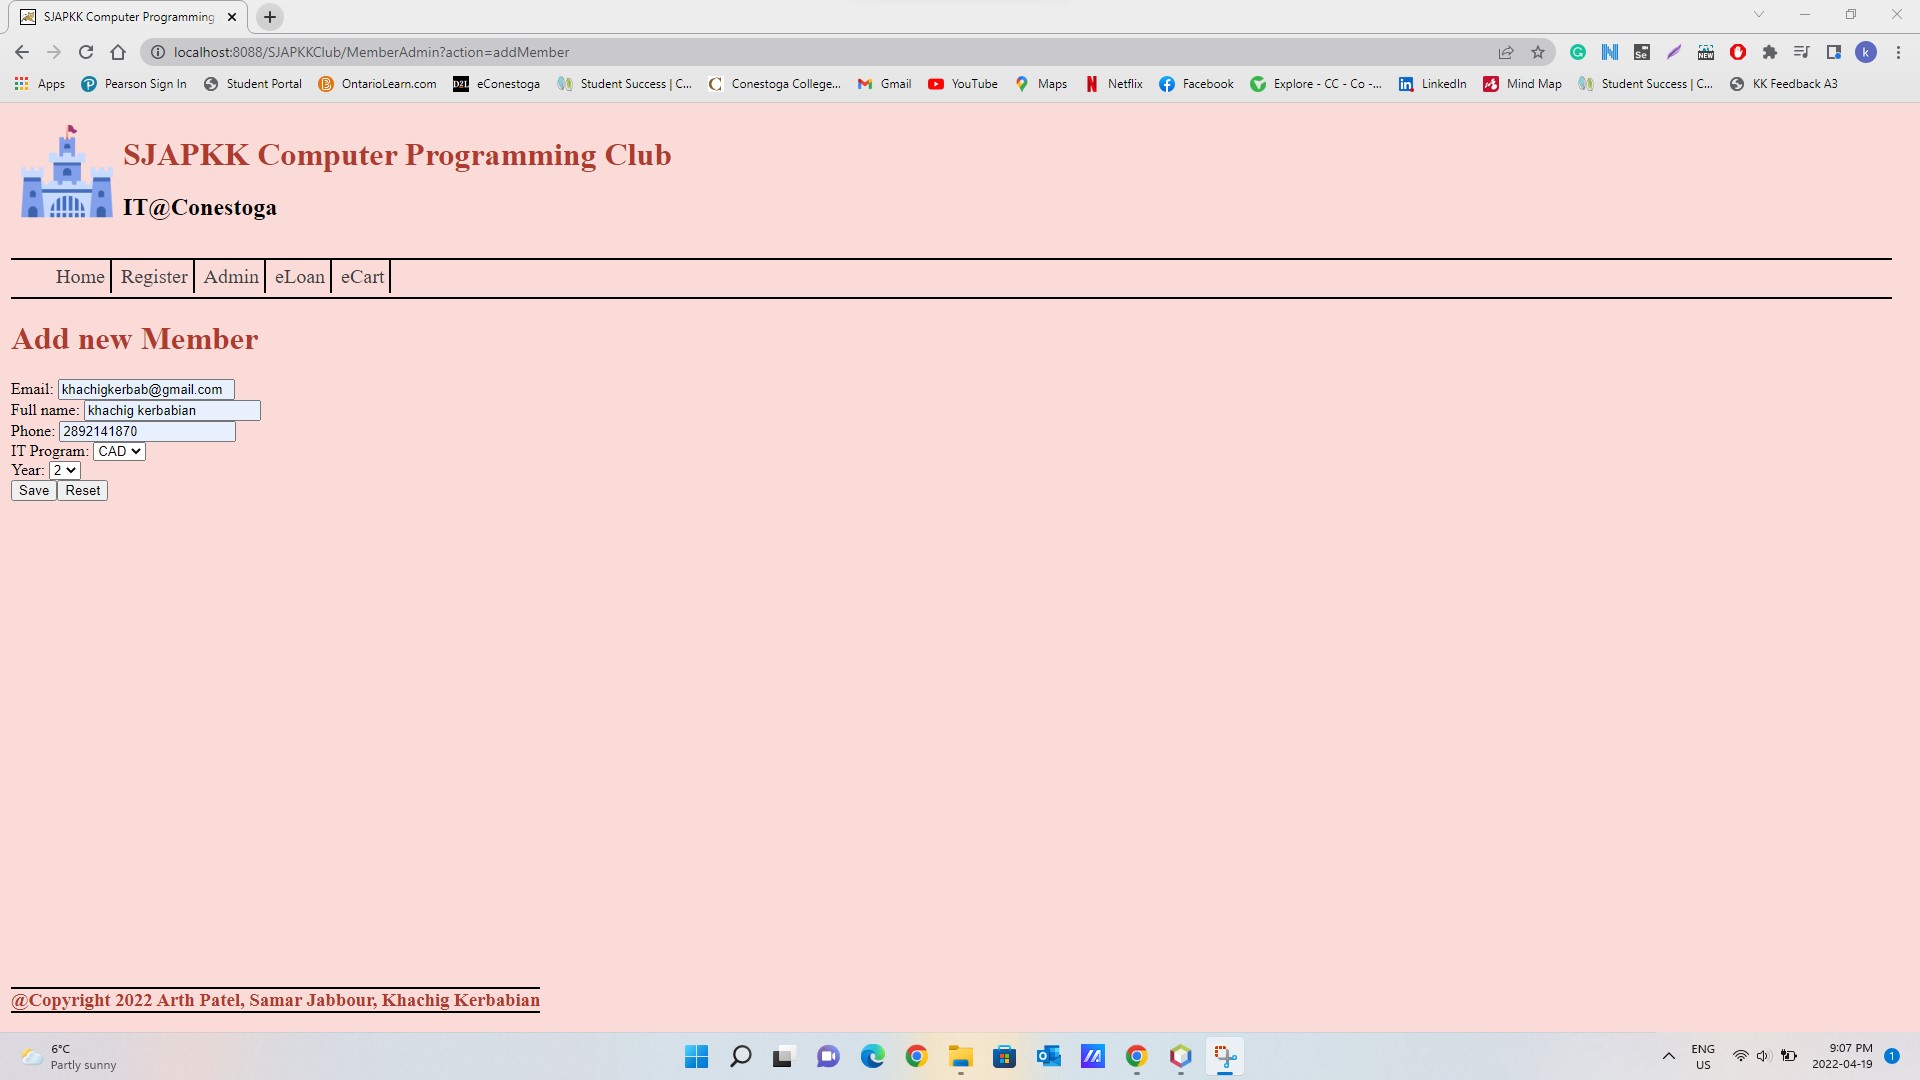 SJAPKK Computer Programming
localhost:8088/SJAPKKClub/MemberAdmin?action=addMember
Se NEW k
Apps Pearson Sign In Student Portal OntarioLearn.com D2L eConestoga Student Success | C... Conestoga College... Gmail YouTube Maps Netflix Facebook Explore - CC - Co -... LinkedIn Mind Map Student Success | C... KK Feedback A3
SJAPKK Computer Programming Club
IT@Conestoga
Home Register Admin eLoan eCart
Add new Member
Email: khachigkerbab@gmail.com
Full name: khachig kerbabian
Phone: 2892141870
IT Program: CAD
Year: 2
Save Reset
@Copyright 2022 Arth Patel, Samar Jabbour, Khachig Kerbabian
6°C
Partly sunny
ENG
US
9:07 PM
2022-04-19
1